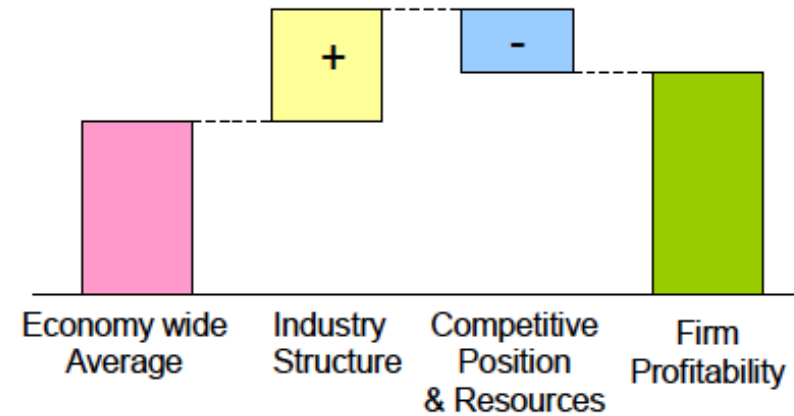 +
-
Economy wide
Average
Industry
Structure
Competitive
Position
& Resources
Firm
Profitability